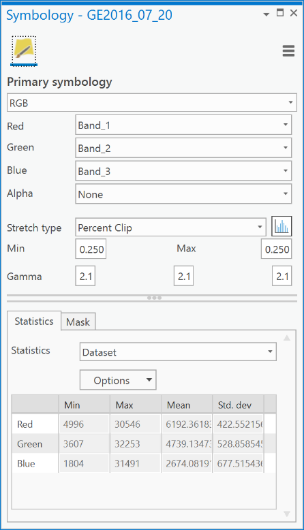 Symbology - GE2016_07_20
Primary symbology
RGB
Red Band_1
Green Band_2
Blue Band_3
Alpha None
Stretch type Percent Clip
Min 0.250 Max 0.250
Gamma 2.1 2.1 2.1
Statistics Mask
Statistics Dataset
Options
Min Max Mean Std. dev
Red 4996 30546 6192.3618 422.55215
Green 3607 32253 4739.1347 528.85854
Blue 1804 31491 2674.0819 677.51543